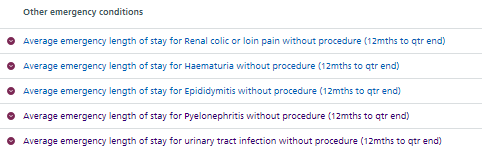 Other emergency conditions
Average emergency length of stay for Renal colic or loin pain without procedure (12mths to qtr end)
Average emergency length of stay for Haematuria without procedure (12mths to qtr end)
Average emergency length of stay for Epididymitis without procedure (12mths to qtr end)
Average emergency length of stay for Pyelonephritis without procedure (12mths to qtr end)
Average emergency length of stay for urinary tract infection without procedure (12mths to qtr end)